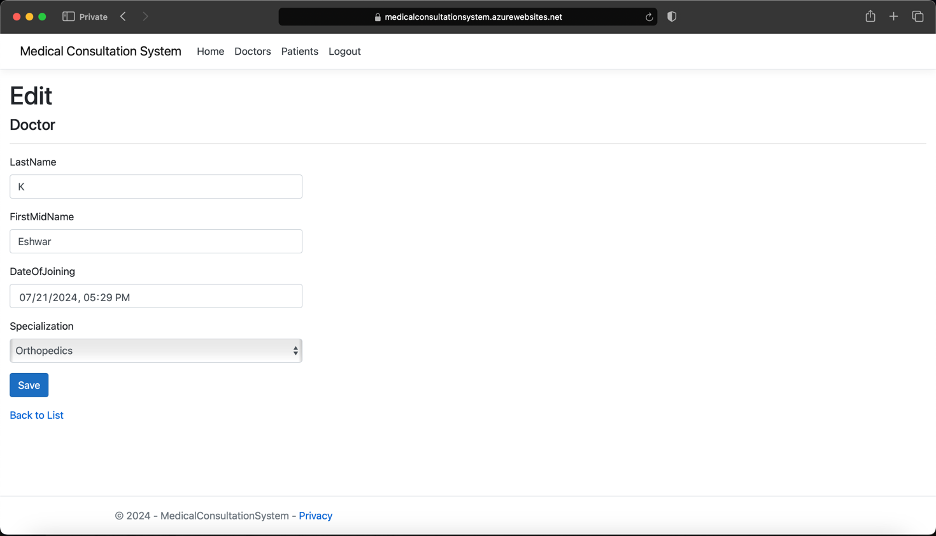 Private
medicalconsultationsystem.azurewebsites.net
Medical Consultation System Home Doctors Patients Logout
Edit
Doctor
LastName
K
FirstMidName
Eshwar
DateOfJoining
07/21/2024, 05:29 PM
Specialization
Orthopedics
Save
Back to List
© 2024 - MedicalConsultationSystem - Privacy